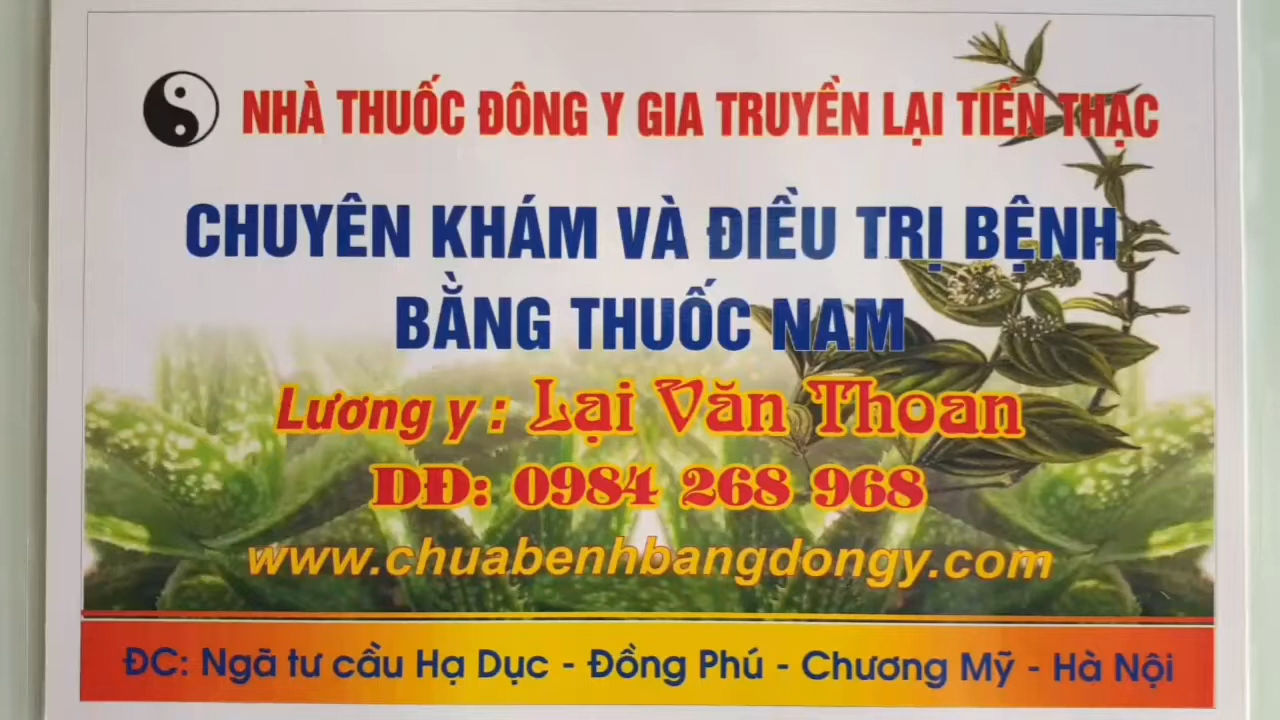 NHÀ THUỐC ĐÔNG Y GIA TRUYỀN LẠI TIẾN THẠC
CHUYÊN KHÁM VÀ ĐIỀU TRỊ BỆNH
BẰNG THUỐC NAM
Lương y : Lại Văn Thoan
DĐ: 0984 268 968
www.chuabenhbangdongy.com
ĐC: Ngã tư cầu Hạ Dục - Đồng Phú - Chương Mỹ - Hà Nội